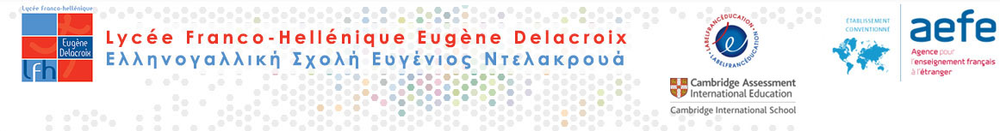 Lycée franco-hellénique
Eugène
Delacroix
lfh
Lycée Franco-Hellénique Eugène Delacroix
Ελληνογαλλική Σχολή Ευγένιος Ντελακρουά
LABELFRANCÉDUCATION
LABELFRANCÉDUCATION
Cambridge Assessment
International Education
Cambridge International School
ÉTABLISSEMENT
CONVENTIONNÉ
aefe
Agence pour
l'enseignement français
à l'étranger